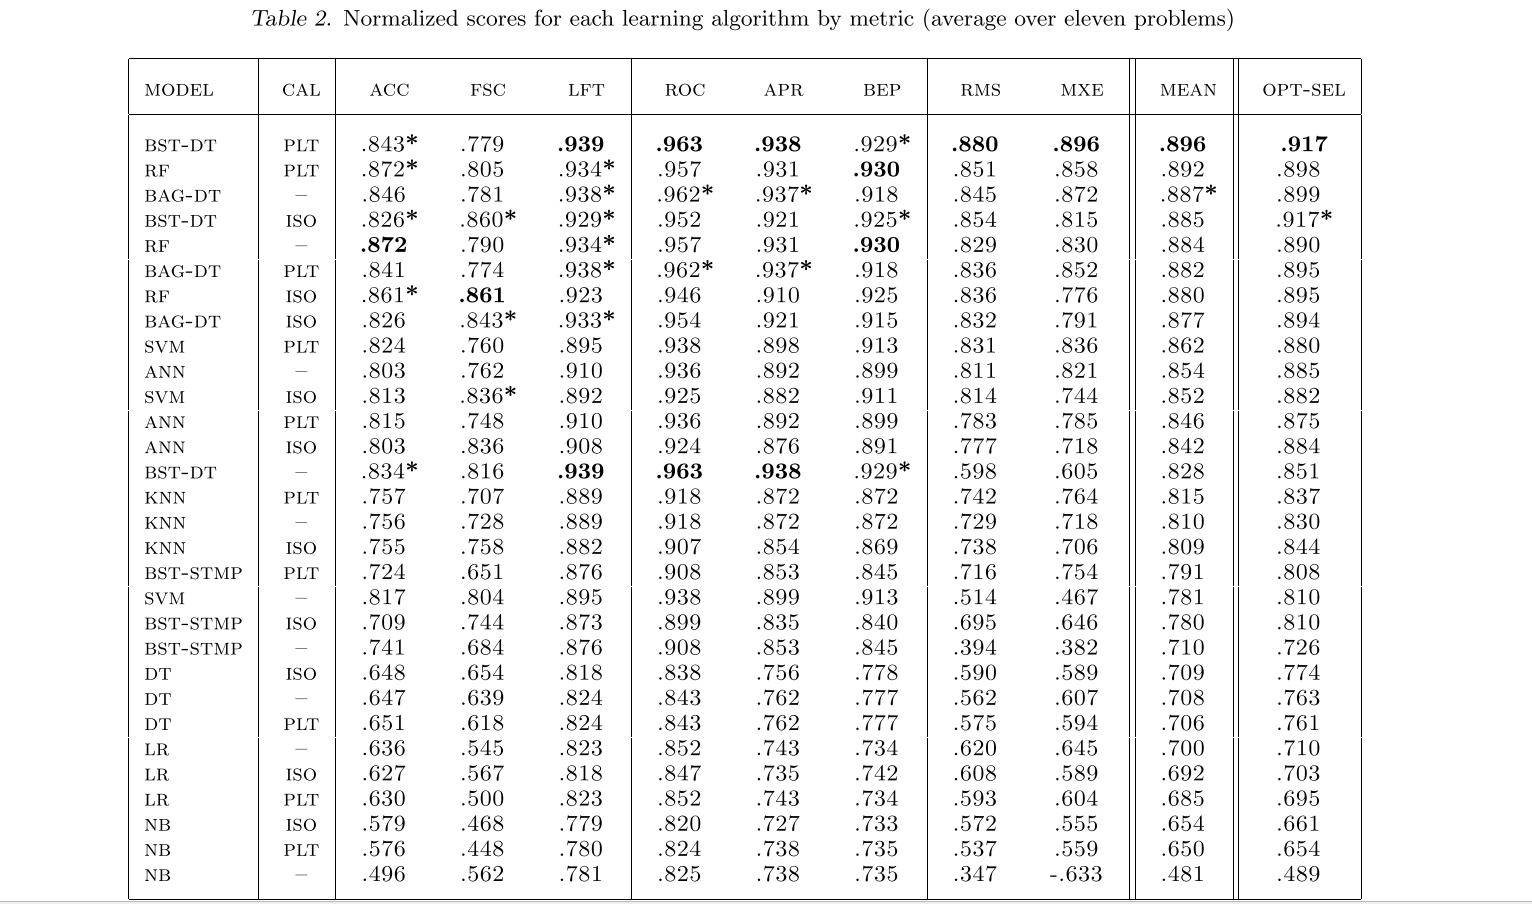 Table 2. Normalized scores for each learning algorithm by metric (average over eleven problems)
MODEL CAL ACC FSC LFT ROC APR BEP RMS MXE MEAN OPT-SEL
BST-DT PLT .843* .779 .939 .963 .938 .929* .880 .896 .896 .917
RF PLT .872* .805 .934* .957 .931 .930 .851 .858 .892 .898
BAG-DT – .846 .781 .938* .962* .937* .918 .845 .872 .887* .899
BST-DT ISO .826* .860* .929* .952 .921 .925* .854 .815 .885 .917*
RF – .872 .790 .934* .957 .931 .930 .829 .830 .884 .890
BAG-DT PLT .841 .774 .938* .962* .937* .918 .836 .852 .882 .895
RF ISO .861* .861 .923 .946 .910 .925 .836 .776 .880 .895
BAG-DT ISO .826 .843* .933* .954 .921 .915 .832 .791 .877 .894
SVM PLT .824 .760 .895 .938 .898 .913 .831 .836 .862 .880
ANN – .803 .762 .910 .936 .892 .899 .811 .821 .854 .885
SVM ISO .813 .836* .892 .925 .882 .911 .814 .744 .852 .882
ANN PLT .815 .748 .910 .936 .892 .899 .783 .785 .846 .875
ANN ISO .803 .836 .908 .924 .876 .891 .777 .718 .842 .884
BST-DT – .834* .816 .939 .963 .938 .929* .598 .605 .828 .851
KNN PLT .757 .707 .889 .918 .872 .872 .742 .764 .815 .837
KNN – .756 .728 .889 .918 .872 .872 .729 .718 .810 .830
KNN ISO .755 .758 .882 .907 .854 .869 .738 .706 .809 .844
BST-STMP PLT .724 .651 .876 .908 .853 .845 .716 .754 .791 .808
SVM – .817 .804 .895 .938 .899 .913 .514 .467 .781 .810
BST-STMP ISO .709 .744 .873 .899 .835 .840 .695 .646 .780 .810
BST-STMP – .741 .684 .876 .908 .853 .845 .394 .382 .710 .726
DT ISO .648 .654 .818 .838 .756 .778 .590 .589 .709 .774
DT – .647 .639 .824 .843 .762 .777 .562 .607 .708 .763
DT PLT .651 .618 .824 .843 .762 .777 .575 .594 .706 .761
LR – .636 .545 .823 .852 .743 .734 .620 .645 .700 .710
LR ISO .627 .567 .818 .847 .735 .742 .608 .589 .692 .703
LR PLT .630 .500 .823 .852 .743 .734 .593 .604 .685 .695
NB ISO .579 .468 .779 .820 .727 .733 .572 .555 .654 .661
NB PLT .576 .448 .780 .824 .738 .735 .537 .559 .650 .654
NB – .496 .562 .781 .825 .738 .735 .347 -.633 .481 .489